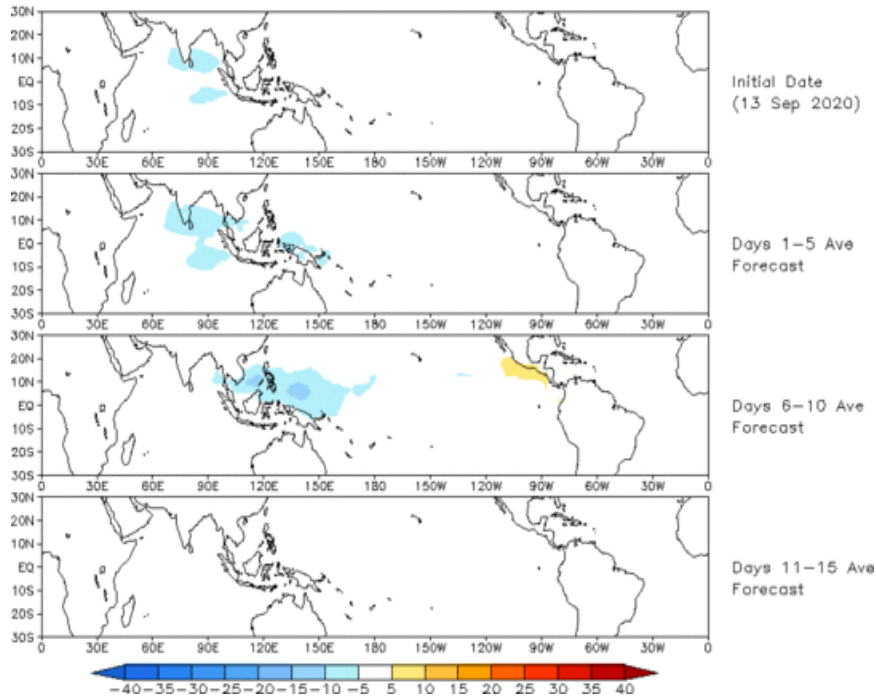 30N
20N
10N
EQ
10S
20S
30S
0 30E 60E 90E 120E 150E 180 150W 120W 90W 60W 30W 0
Initial Date
(13 Sep 2020)
30N
20N
10N
EQ
10S
20S
30S
0 30E 60E 90E 120E 150E 180 150W 120W 90W 60W 30W 0
Days 1-5 Ave
Forecast
30N
20N
10N
EQ
10S
20S
30S
0 30E 60E 90E 120E 150E 180 150W 120W 90W 60W 30W 0
Days 6-10 Ave
Forecast
30N
20N
10N
EQ
10S
20S
30S
0 30E 60E 90E 120E 150E 180 150W 120W 90W 60W 30W 0
Days 11-15 Ave
Forecast
-40 -35 -30 -25 -20 -15 -10 -5 5 10 15 20 25 30 35 40